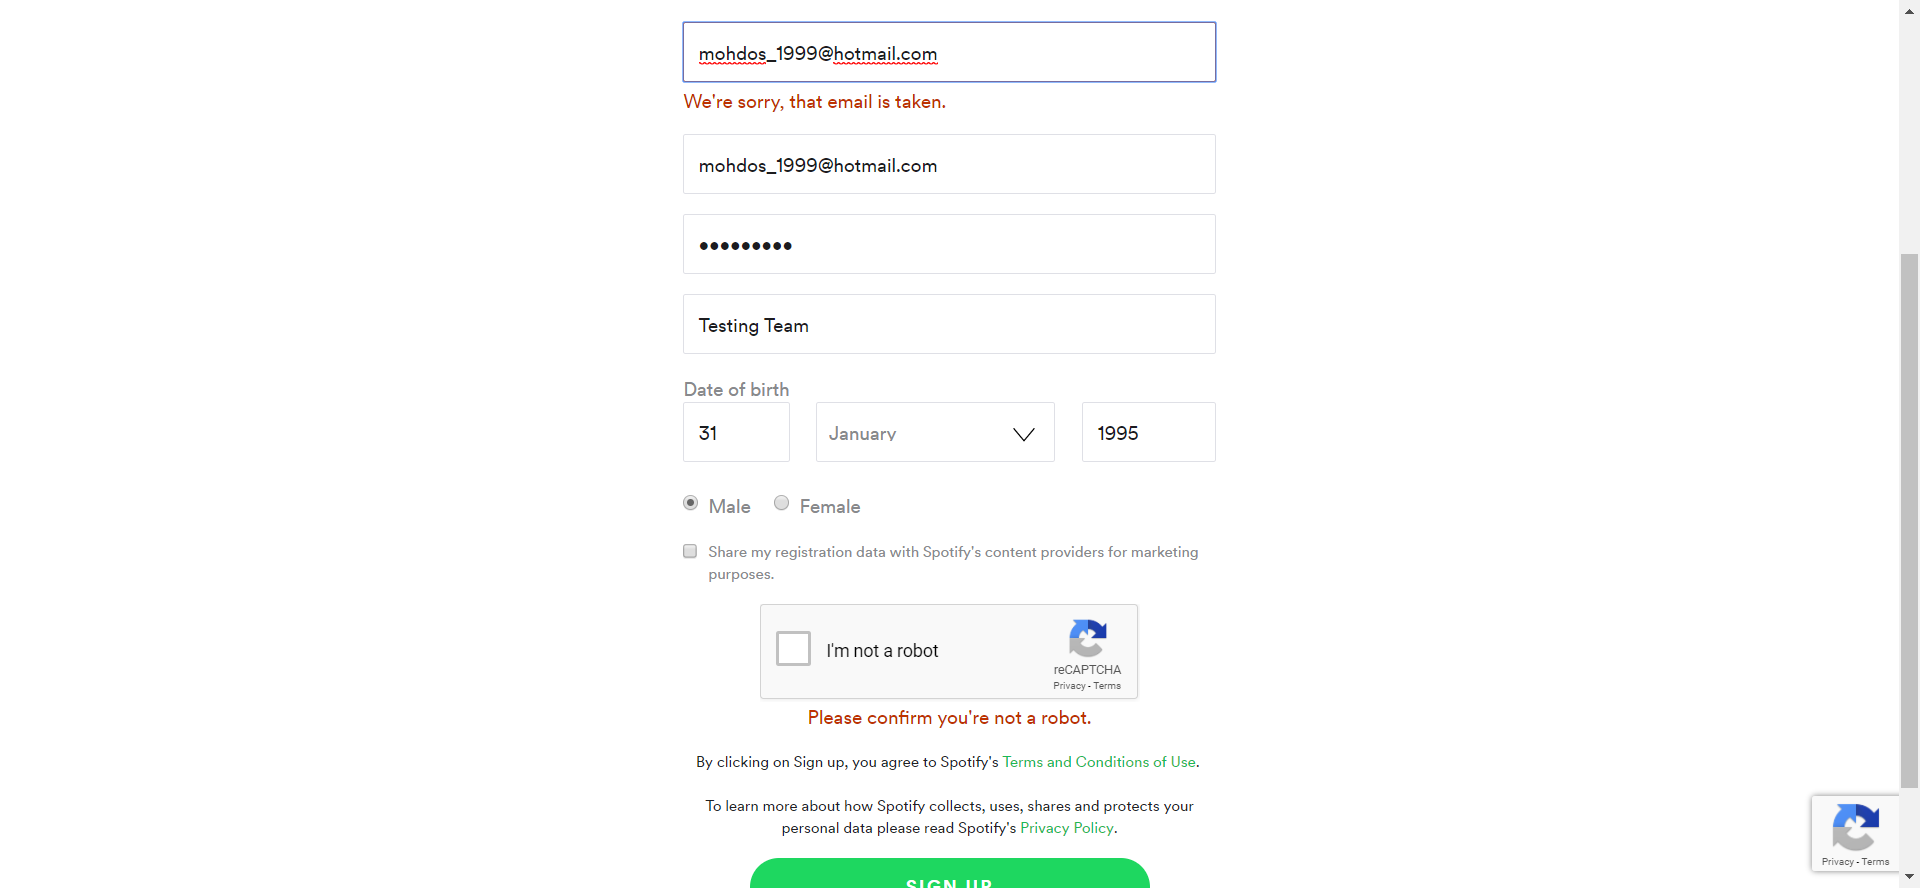 mohdos_1999@hotmail.com
We're sorry, that email is taken.
mohdos_1999@hotmail.com
•••••••••
Testing Team
Date of birth
31 January 1995
Male Female
Share my registration data with Spotify's content providers for marketing
purposes.
I'm not a robot
reCAPTCHA
Privacy - Terms
Please confirm you're not a robot.
By clicking on Sign up, you agree to Spotify's Terms and Conditions of Use.
To learn more about how Spotify collects, uses, shares and protects your
personal data please read Spotify's Privacy Policy.
SIGN UP
Privacy - Terms